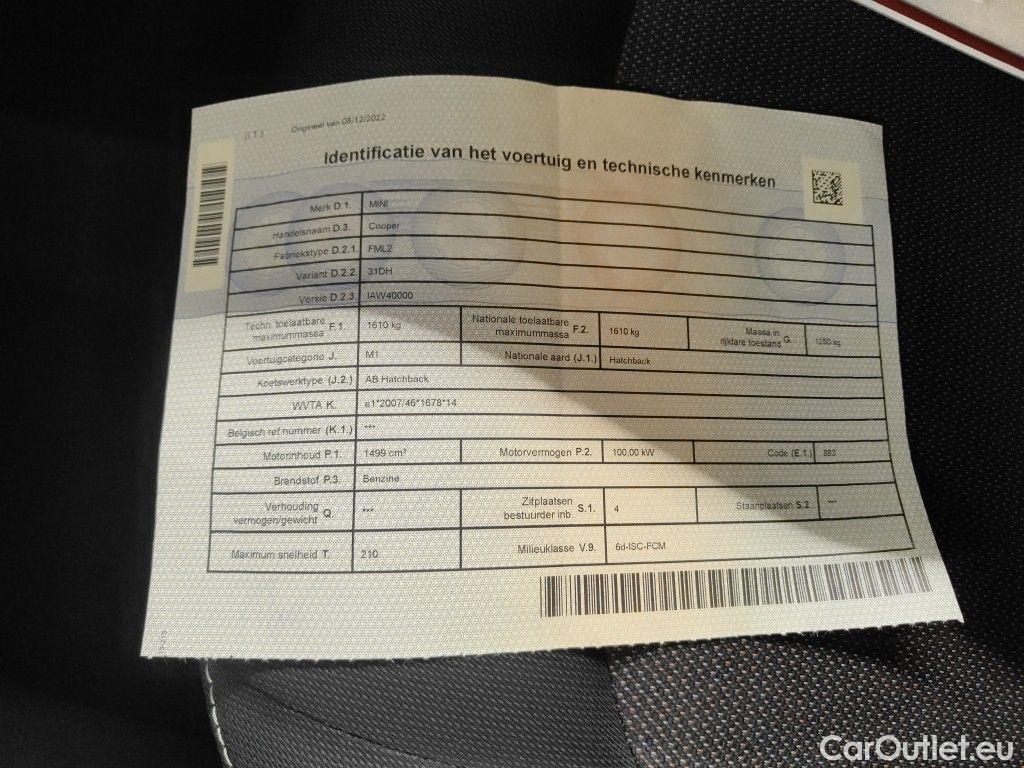 (I.1.) Origineel van 08/12/2022
Identificatie van het voertuig en technische kenmerken
Merk D.1. MINI
Handelsnaam D.3. Cooper
Fabriekstype D.2.1. FML2
Variant D.2.2. 31DH
Versie D.2.3. IAW40000
Techn. toelaatbare maximummassa F.1. 1610 kg Nationale toelaatbare maximummassa F.2. 1610 kg Massa in rijklare toestand G. 1250 kg
Voertuigcategorie J. M1 Nationale aard (J.1.) Hatchback
Koetswerktype (J.2.) AB Hatchback
WVTA K. e1*2007/46*1678*14
Belgisch ref.nummer (K.1.) ***
Motorinhoud P.1. 1499 cm³ Motorvermogen P.2. 100,00 kW Code (E.1.) 883
Brandstof P.3. Benzine
Verhouding vermogen/gewicht Q. *** Zitplaatsen bestuurder inb. S.1. 4 Staanplaatsen S.2. ***
Maximum snelheid T. 210 Milieuklasse V.9. 6d-ISC-FCM
CarOutlet.eu